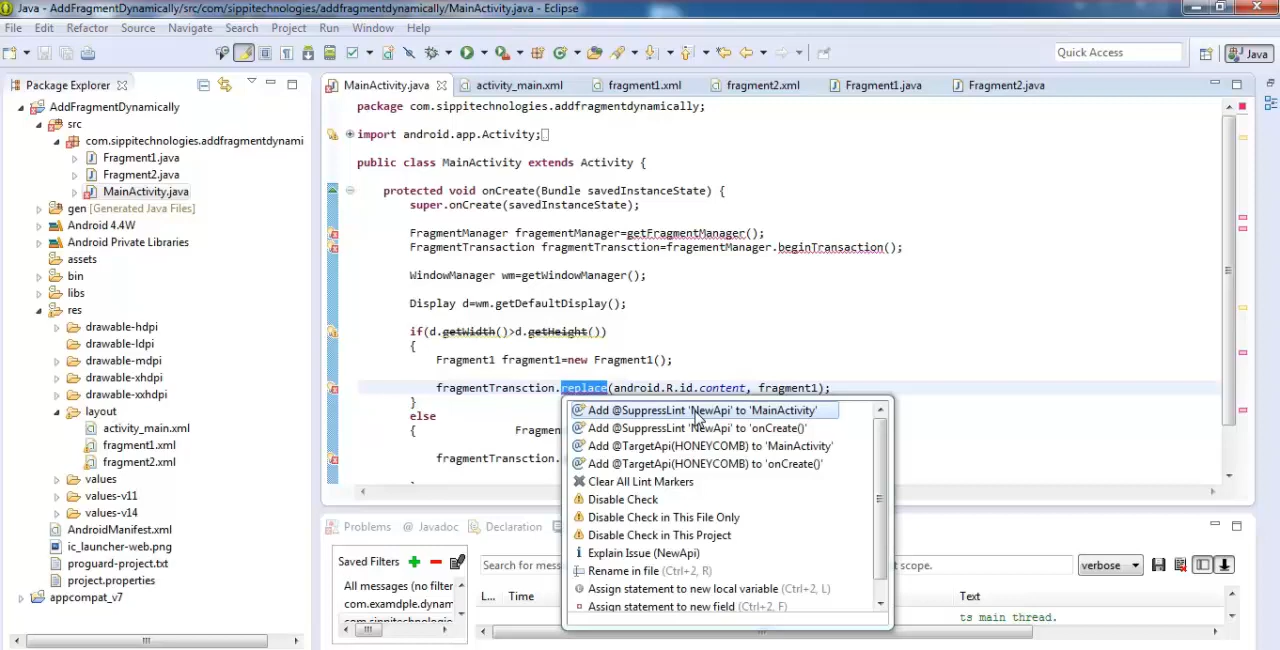 Java - AddFragmentDynamically/src/com/sippitechnologies/addfragmentdynamically/MainActivity.java - Eclipse
File Edit Refactor Source Navigate Search Project Run Window Help
Quick Access
Java
Package Explorer
MainActivity.java
activity_main.xml
fragment1.xml
fragment2.xml
Fragment1.java
Fragment2.java
AddFragmentDynamically
src
com.sippitechnologies.addfragmentdynami
Fragment1.java
Fragment2.java
MainActivity.java
gen [Generated Java Files]
Android 4.4W
Android Private Libraries
assets
bin
libs
res
drawable-hdpi
drawable-ldpi
drawable-mdpi
drawable-xhdpi
drawable-xxhdpi
layout
activity_main.xml
fragment1.xml
fragment2.xml
values
values-v11
values-v14
AndroidManifest.xml
ic_launcher-web.png
proguard-project.txt
project.properties
appcompat_v7
package com.sippitechnologies.addfragmentdynamically;
import android.app.Activity;
public class MainActivity extends Activity {
protected void onCreate(Bundle savedInstanceState) {
super.onCreate(savedInstanceState);
FragmentManager fragementManager=getFragmentManager();
FragmentTransaction fragmentTransction=fragementManager.beginTransaction();
WindowManager wm=getWindowManager();
Display d=wm.getDefaultDisplay();
if(d.getWidth()>d.getHeight())
{
Fragment1 fragment1=new Fragment1();
fragmentTransction.replace(android.R.id.content, fragment1);
}
else
{ Fragm
fragmentTransction.
Add @SuppressLint 'NewApi' to 'MainActivity'
Add @SuppressLint 'NewApi' to 'onCreate()'
Add @TargetApi(HONEYCOMB) to 'MainActivity'
Add @TargetApi(HONEYCOMB) to 'onCreate()'
Clear All Lint Markers
Disable Check
Disable Check in This File Only
Disable Check in This Project
Explain Issue (NewApi)
Rename in file (Ctrl+2, R)
Assign statement to new local variable (Ctrl+2, L)
Assign statement to new field (Ctrl+2, F)
Problems @ Javadoc Declaration
Saved Filters
All messages (no filter
com.examdple.dynam
Search for mess
scope.
verbose
L... Time
Text
ts main thread.